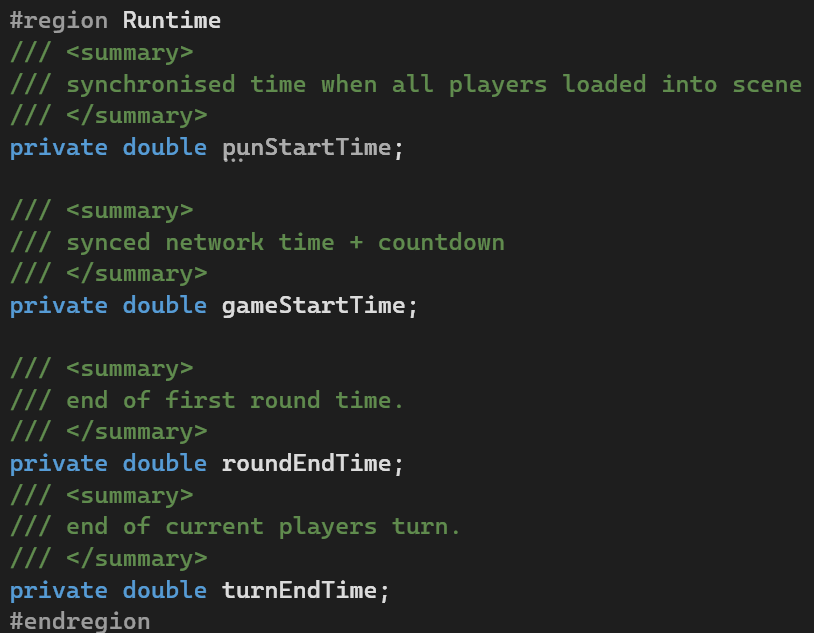 #region Runtime
/// <summary>
/// synchronised time when all players loaded into scene
/// </summary>
private double punStartTime;
/// <summary>
/// synced network time + countdown
/// </summary>
private double gameStartTime;
/// <summary>
/// end of first round time.
/// </summary>
private double roundEndTime;
/// <summary>
/// end of current players turn.
/// </summary>
private double turnEndTime;
#endregion